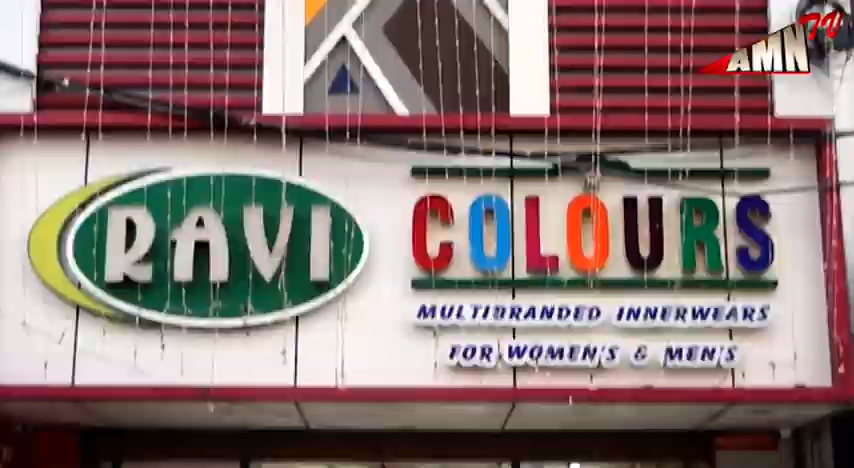 AMN TV
RAVI
COLOURS
MULTIBRANDED INNERWEARS
FOR WOMEN'S & MEN'S